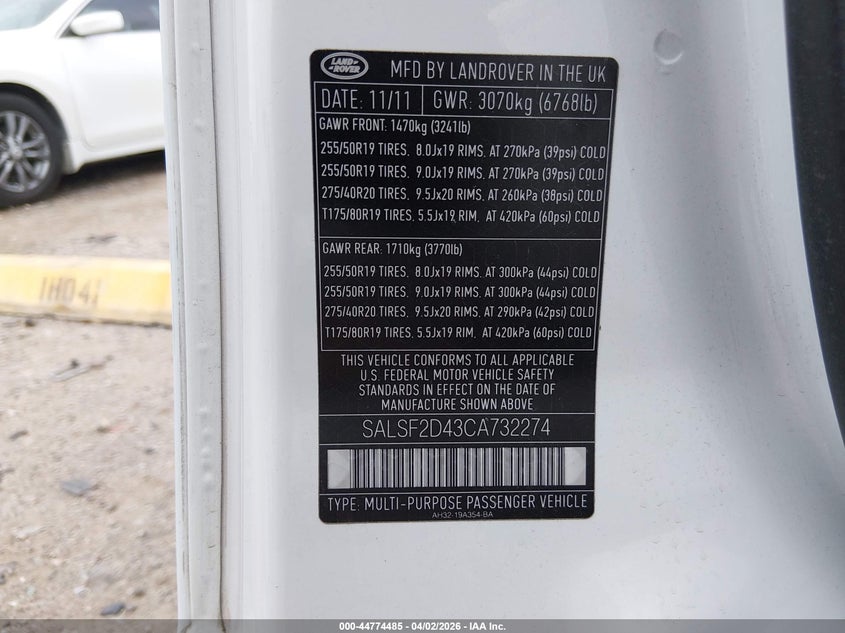 LAND-
ROVER
MFD BY LANDROVER IN THE UK
DATE: 11/11 GWR: 3070kg (6768lb)
GAWR FRONT: 1470kg (3241lb)
255/50R19 TIRES, 8.0Jx19 RIMS, AT 270kPa (39psi) COLD
255/50R19 TIRES, 9.0Jx19 RIMS, AT 270kPa (39psi) COLD
275/40R20 TIRES, 9.5Jx20 RIMS, AT 260kPa (38psi) COLD
T175/80R19 TIRES, 5.5Jx19 RIM, AT 420kPa (60psi) COLD
GAWR REAR: 1710kg (3770lb)
255/50R19 TIRES, 8.0Jx19 RIMS, AT 300kPa (44psi) COLD
255/50R19 TIRES, 9.0Jx19 RIMS, AT 300kPa (44psi) COLD
275/40R20 TIRES, 9.5Jx20 RIMS, AT 290kPa (42psi) COLD
T175/80R19 TIRES, 5.5Jx19 RIM, AT 420kPa (60psi) COLD
THIS VEHICLE CONFORMS TO ALL APPLICABLE
U.S. FEDERAL MOTOR VEHICLE SAFETY
STANDARDS IN EFFECT ON THE DATE OF
MANUFACTURE SHOWN ABOVE
SALSF2D43CA732274
TYPE: MULTI-PURPOSE PASSENGER VEHICLE
AH32-19A354-BA
1H041
000-44774485 - 04/02/2026 - IAA Inc.